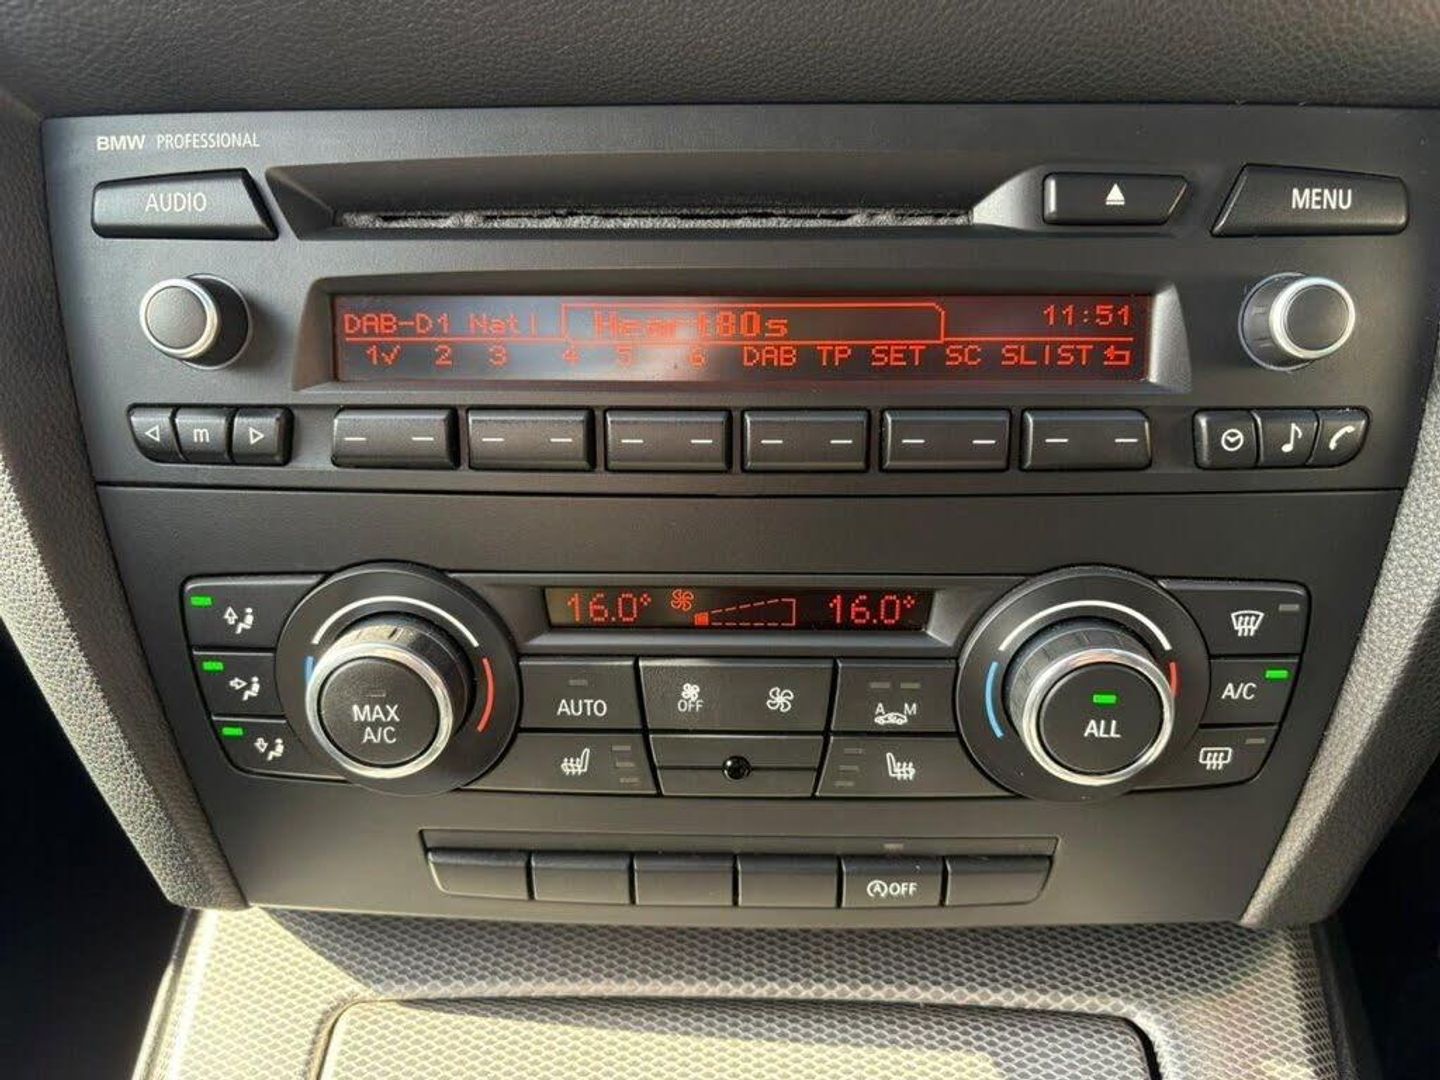 BMW PROFESSIONAL
AUDIO
MENU
DAB-D1 Natl Heart80s 11:51
1✓ 2 3 4 5 6 DAB TP SET SC SLIST
m
16.0° 16.0°
MAX
A/C
AUTO
OFF
A M
ALL
A/C
A OFF